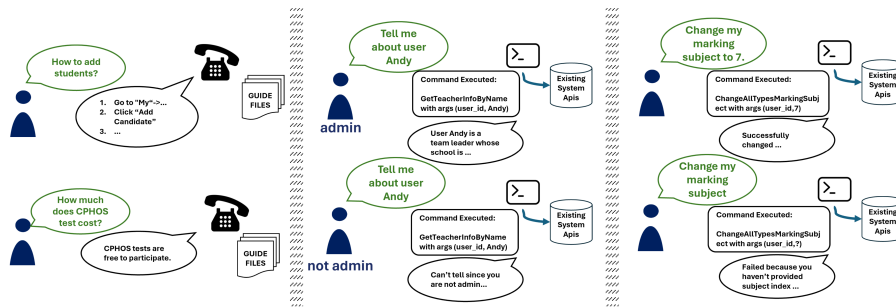 How to add
students?
1. Go to "My"->...
2. Click "Add
Candidate"
3. ...
GUIDE
FILES
How much
does CPHOS
test cost?
CPHOS tests are
free to participate.
GUIDE
FILES
Tell me
about user
Andy
admin
Command Executed:
GetTeacherInfoByName
with args (user_id, Andy)
Existing
System
Apis
User Andy is a
team leader whose
school is ...
Tell me
about user
Andy
not admin
Command Executed:
GetTeacherInfoByName
with args (user_id, Andy)
Existing
System
Apis
Can't tell since you
are not admin...
Change my
marking
subject to 7.
Command Executed:
ChangeAllTypesMarkingSubj
ect with args (user_id,7)
Existing
System
Apis
Successfully
changed ...
Change my
marking
subject
Command Executed:
ChangeAllTypesMarkingSubj
ect with args (user_id,?)
Existing
System
Apis
Failed because you
haven't provided
subject index ...